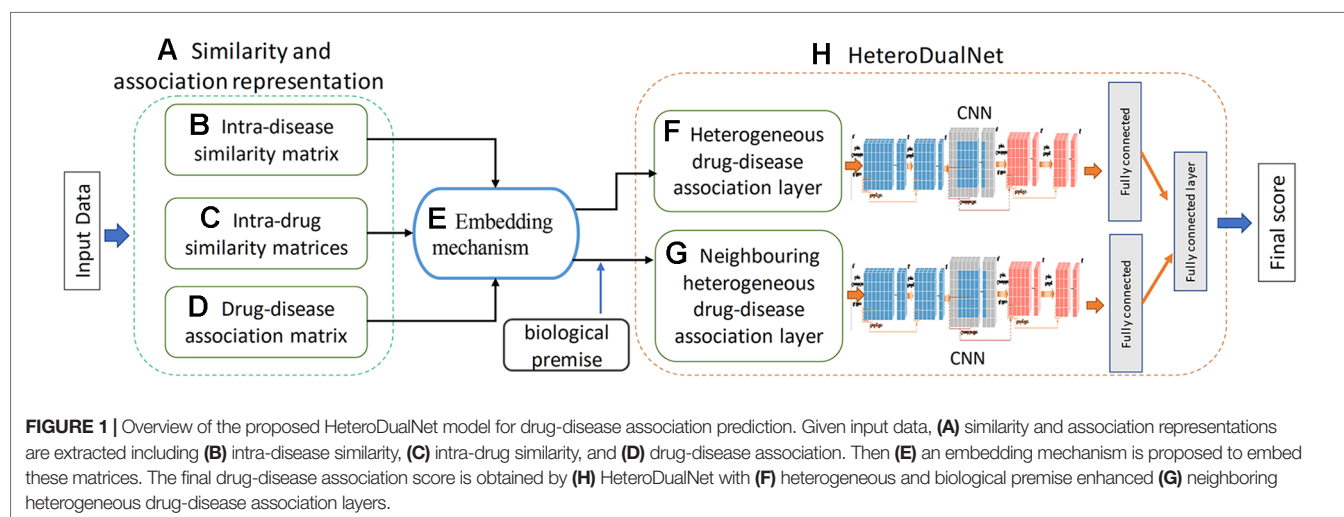 A Similarity and
association representation
Input Data
B Intra-disease
similarity matrix
C Intra-drug
similarity matrices
D Drug-disease
association matrix
E Embedding
mechanism
biological
premise
H HeteroDualNet
F Heterogeneous
drug-disease
association layer
CNN
Fully connected
G Neighbouring
heterogeneous
drug-disease
association layer
CNN
Fully connected
Fully connected layer
Final score
FIGURE 1 | Overview of the proposed HeteroDualNet model for drug-disease association prediction. Given input data, (A) similarity and association representations
are extracted including (B) intra-disease similarity, (C) intra-drug similarity, and (D) drug-disease association. Then (E) an embedding mechanism is proposed to embed
these matrices. The final drug-disease association score is obtained by (H) HeteroDualNet with (F) heterogeneous and biological premise enhanced (G) neighboring
heterogeneous drug-disease association layers.